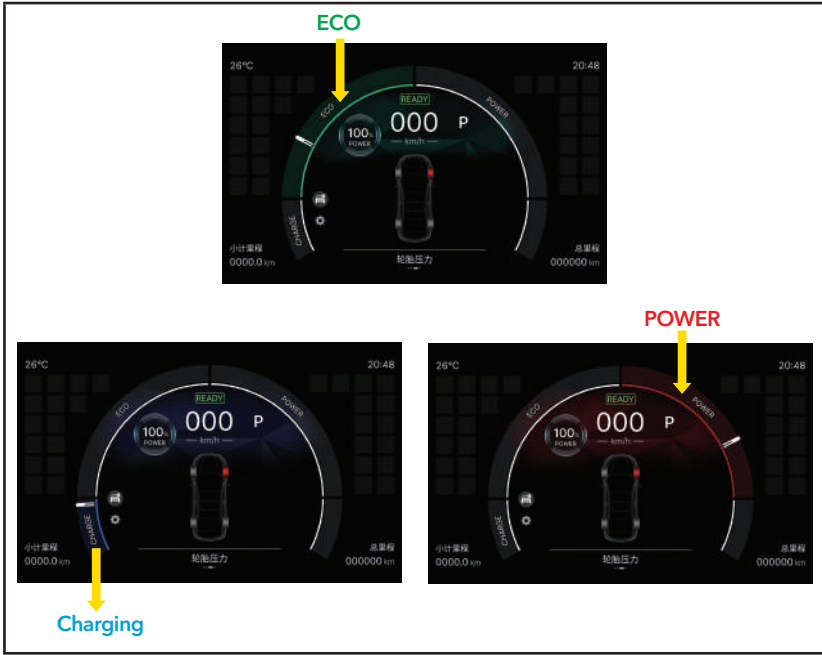 ECO
26°C
20:48
ECO
POWER
READY
000
P
km/h
100%
POWER
CHARGE
小计里程
0000.0 km
轮胎压力
总里程
000000 km
POWER
26°C
20:48
ECO
POWER
READY
000
P
km/h
100%
POWER
CHARGE
小计里程
0000.0 km
轮胎压力
总里程
000000 km
Charging
26°C
20:48
ECO
POWER
READY
000
P
km/h
100%
POWER
CHARGE
小计里程
0000.0 km
轮胎压力
总里程
000000 km